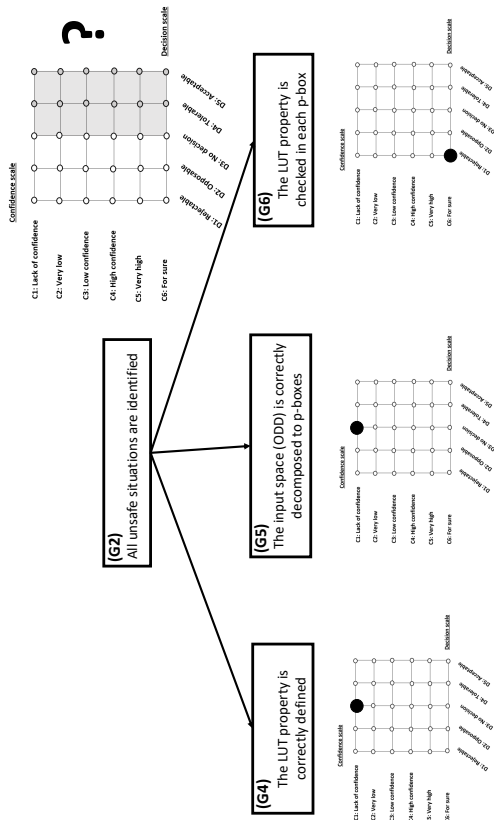 Confidence scale
C1: Lack of confidence
C2: Very low
C3: Low confidence
C4: High confidence
C5: Very high
C6: For sure
D1: Rejectable
D2: Opposable
D3: No decision
D4: Tolerable
D5: Acceptable
Decision scale
?
(G2)
All unsafe situations are identified
(G4)
The LUT property is
correctly defined
(G5)
The input space (ODD) is correctly
decomposed to p-boxes
(G6)
The LUT property is
checked in each p-box
Confidence scale
C1: Lack of confidence
C2: Very low
C3: Low confidence
C4: High confidence
C5: Very high
C6: For sure
D1: Rejectable
D2: Opposable
D3: No decision
D4: Tolerable
D5: Acceptable
Decision scale
Confidence scale
C1: Lack of confidence
C2: Very low
C3: Low confidence
C4: High confidence
C5: Very high
C6: For sure
D1: Rejectable
D2: Opposable
D3: No decision
D4: Tolerable
D5: Acceptable
Decision scale
Confidence scale
C1: Lack of confidence
C2: Very low
C3: Low confidence
C4: High confidence
C5: Very high
C6: For sure
D1: Rejectable
D2: Opposable
D3: No decision
D4: Tolerable
D5: Acceptable
Decision scale